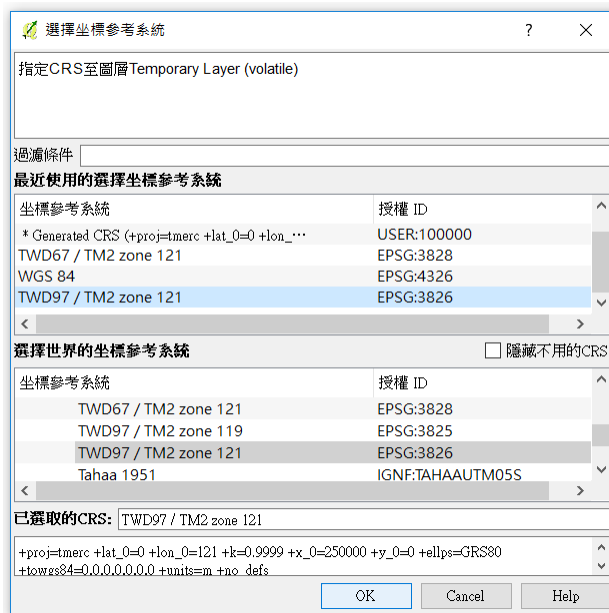 選擇坐標參考系統
?
指定CRS至圖層Temporary Layer (volatile)
過濾條件
最近使用的選擇坐標參考系統
坐標參考系統 授權 ID
* Generated CRS (+proj=tmerc +lat_0=0 +lon_⋯ USER:100000
TWD67 / TM2 zone 121 EPSG:3828
WGS 84 EPSG:4326
TWD97 / TM2 zone 121 EPSG:3826
選擇世界的坐標參考系統 隱藏不用的CRS
坐標參考系統 授權 ID
TWD67 / TM2 zone 121 EPSG:3828
TWD97 / TM2 zone 119 EPSG:3825
TWD97 / TM2 zone 121 EPSG:3826
Tahaa 1951 IGNF:TAHAAUTM05S
已選取的CRS: TWD97 / TM2 zone 121
+proj=tmerc +lat_0=0 +lon_0=121 +k=0.9999 +x_0=250000 +y_0=0 +ellps=GRS80
+towgs84=0,0,0,0,0,0,0 +units=m +no_defs
OK Cancel Help